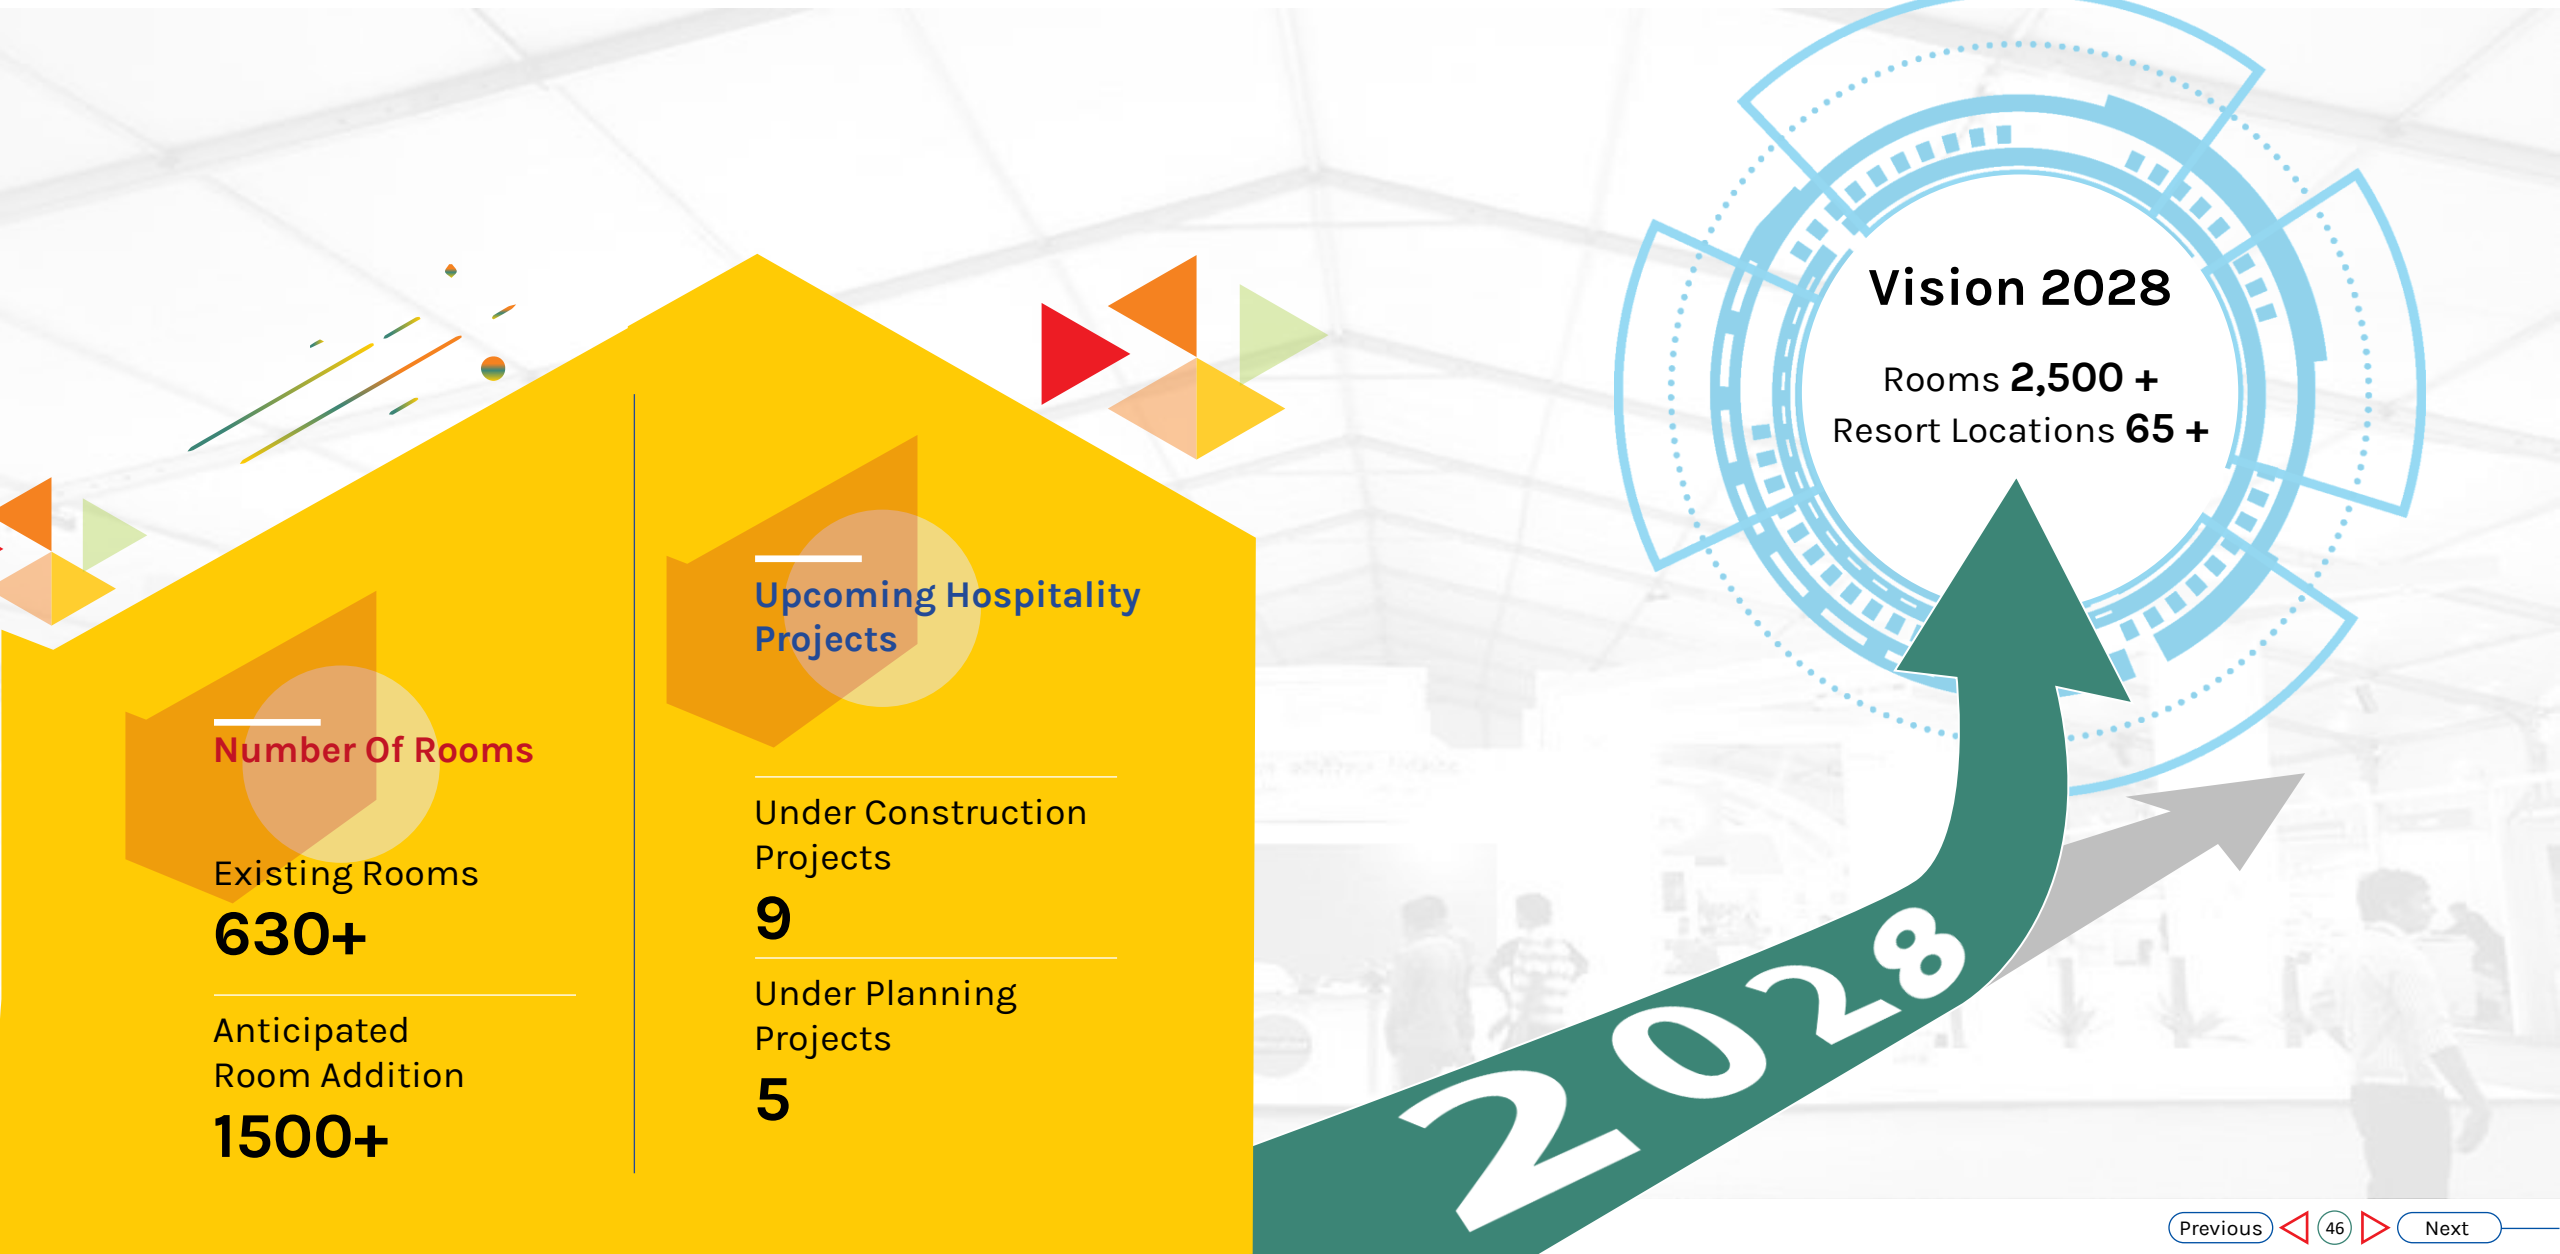 Number Of Rooms
Existing Rooms
630+
Anticipated
Room Addition
1500+
Upcoming Hospitality
Projects
Under Construction
Projects
9
Under Planning
Projects
5
Vision 2028
Rooms 2,500 +
Resort Locations 65 +
2028
Previous 46 Next